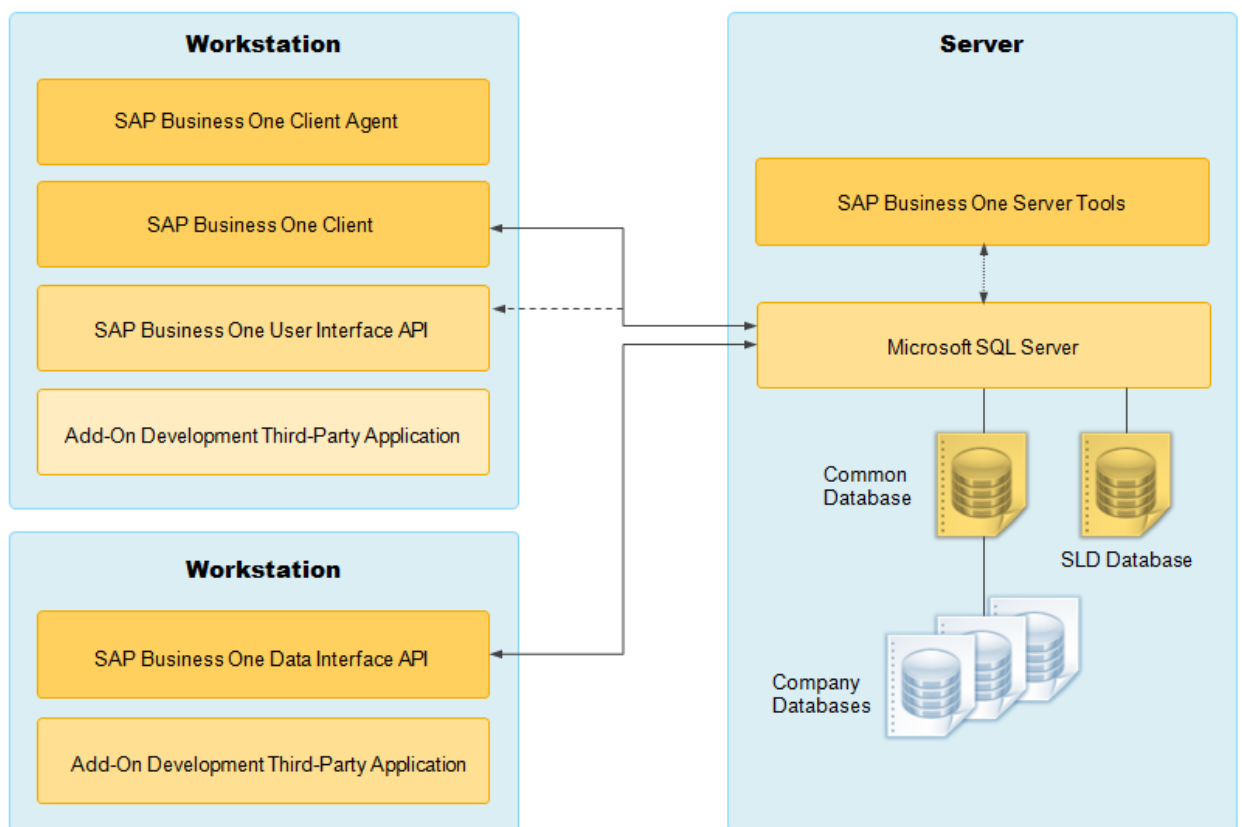 Workstation
SAP Business One Client Agent
SAP Business One Client
SAP Business One User Interface API
Add-On Development Third-Party Application
Workstation
SAP Business One Data Interface API
Add-On Development Third-Party Application
Server
SAP Business One Server Tools
Microsoft SQL Server
Common
Database
SLD Database
Company
Databases